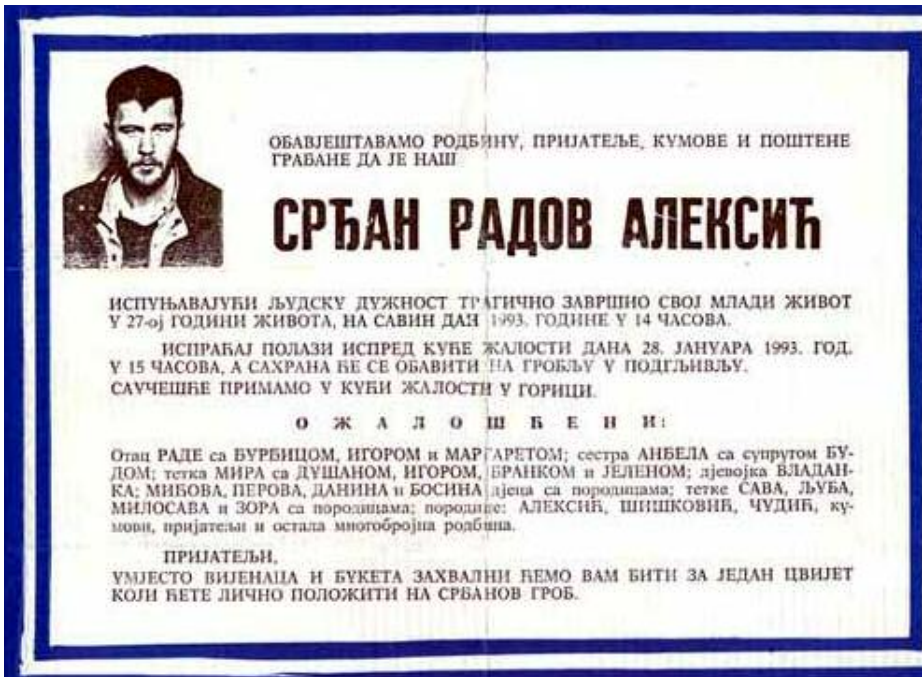 ОБАВЈЕШТАВАМО РОДБИНУ, ПРИЈАТЕЉЕ, КУМОВЕ И ПОШТЕНЕ
ГРАЂАНЕ ДА ЈЕ НАШ
СРЂАН РАДОВ АЛЕКСИЋ
ИСПУЊАВАЈУЋИ ЉУДСКУ ДУЖНОСТ ТРАГИЧНО ЗАВРШИО СВОЈ МЛАДИ ЖИВОТ
У 27-ој ГОДИНИ ЖИВОТА, НА САВИН ДАН 1993. ГОДИНЕ У 14 ЧАСОВА.
ИСПРАЋАЈ ПОЛАЗИ ИСПРЕД КУЋЕ ЖАЛОСТИ ДАНА 28. ЈАНУАРА 1993. ГОД.
У 15 ЧАСОВА, А САХРАНА ЋЕ СЕ ОБАВИТИ НА ГРОБЉУ У ПОДГЉИВЉУ.
САУЧЕШЋЕ ПРИМАМО У КУЋИ ЖАЛОСТИ У ГОРИЦИ.
ОЖАЛОШЋЕНИ:
Отац РАДЕ са ЂУРЂИЦОМ, ИГОРОМ и МАРГАРЕТОМ; сестра АНЂЕЛА са супругом БУ-
ДОМ; тетка МИРА са ДУШАНОМ, ИГОРОМ, БРАНКОМ и ЈЕЛЕНОМ; дјевојка ВЛАДАН-
КА; МИЋОВА, ПЕРОВА, ДАНИНА и БОСИНА дјеца са породицама; тетке САВА, ЉУБА,
МИЛОСАВА и ЗОРА са породицама; породице: АЛЕКСИЋ, ШИШКОВИЋ, ЧУДИЋ, ку-
мови, пријатељи и остала многобројна родбина.
ПРИЈАТЕЉИ,
УМЈЕСТО ВИЈЕНАЦА И БУКЕТА ЗАХВАЛНИ ЋЕМО ВАМ БИТИ ЗА ЈЕДАН ЦВИЈЕТ
КОЈИ ЋЕТЕ ЛИЧНО ПОЛОЖИТИ НА СРЂАНОВ ГРОБ.